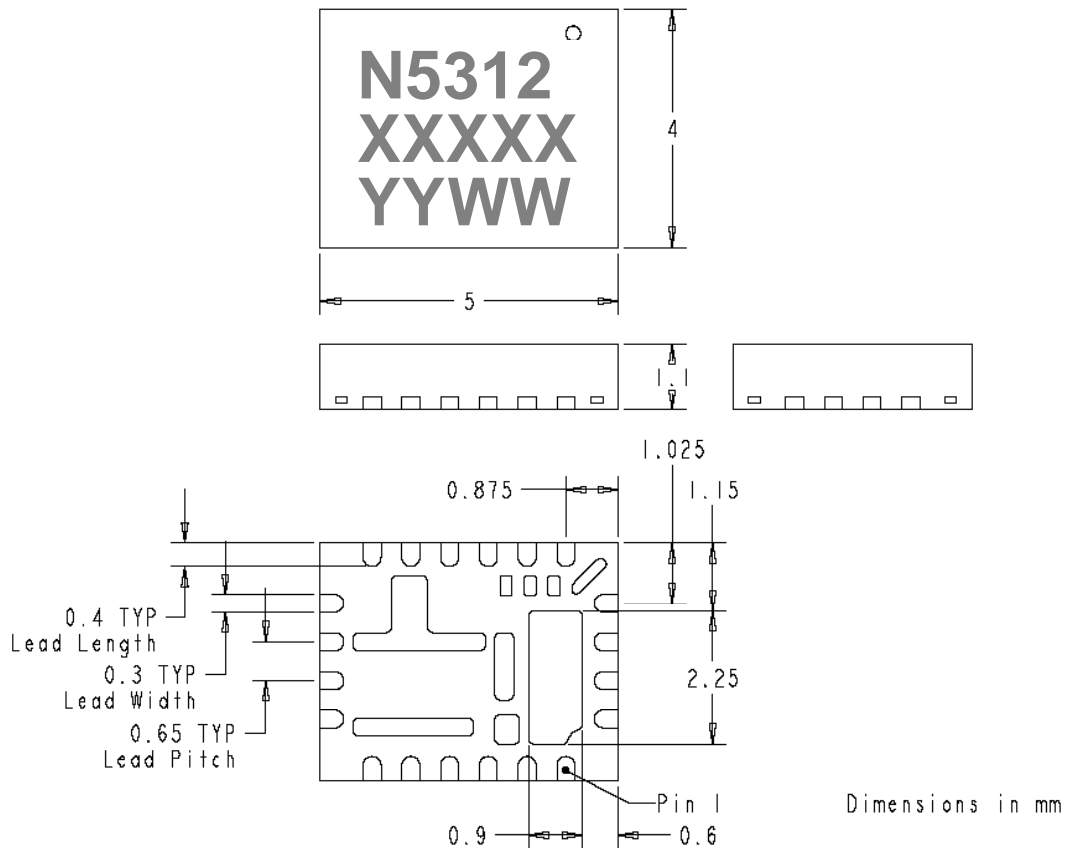 N5312
XXXXX
YYWW
4
5
1.1
1.025
0.875
1.15
0.4 TYP
Lead Length
0.3 TYP
Lead Width
0.65 TYP
Lead Pitch
2.25
Pin 1
Dimensions in mm
0.9
0.6